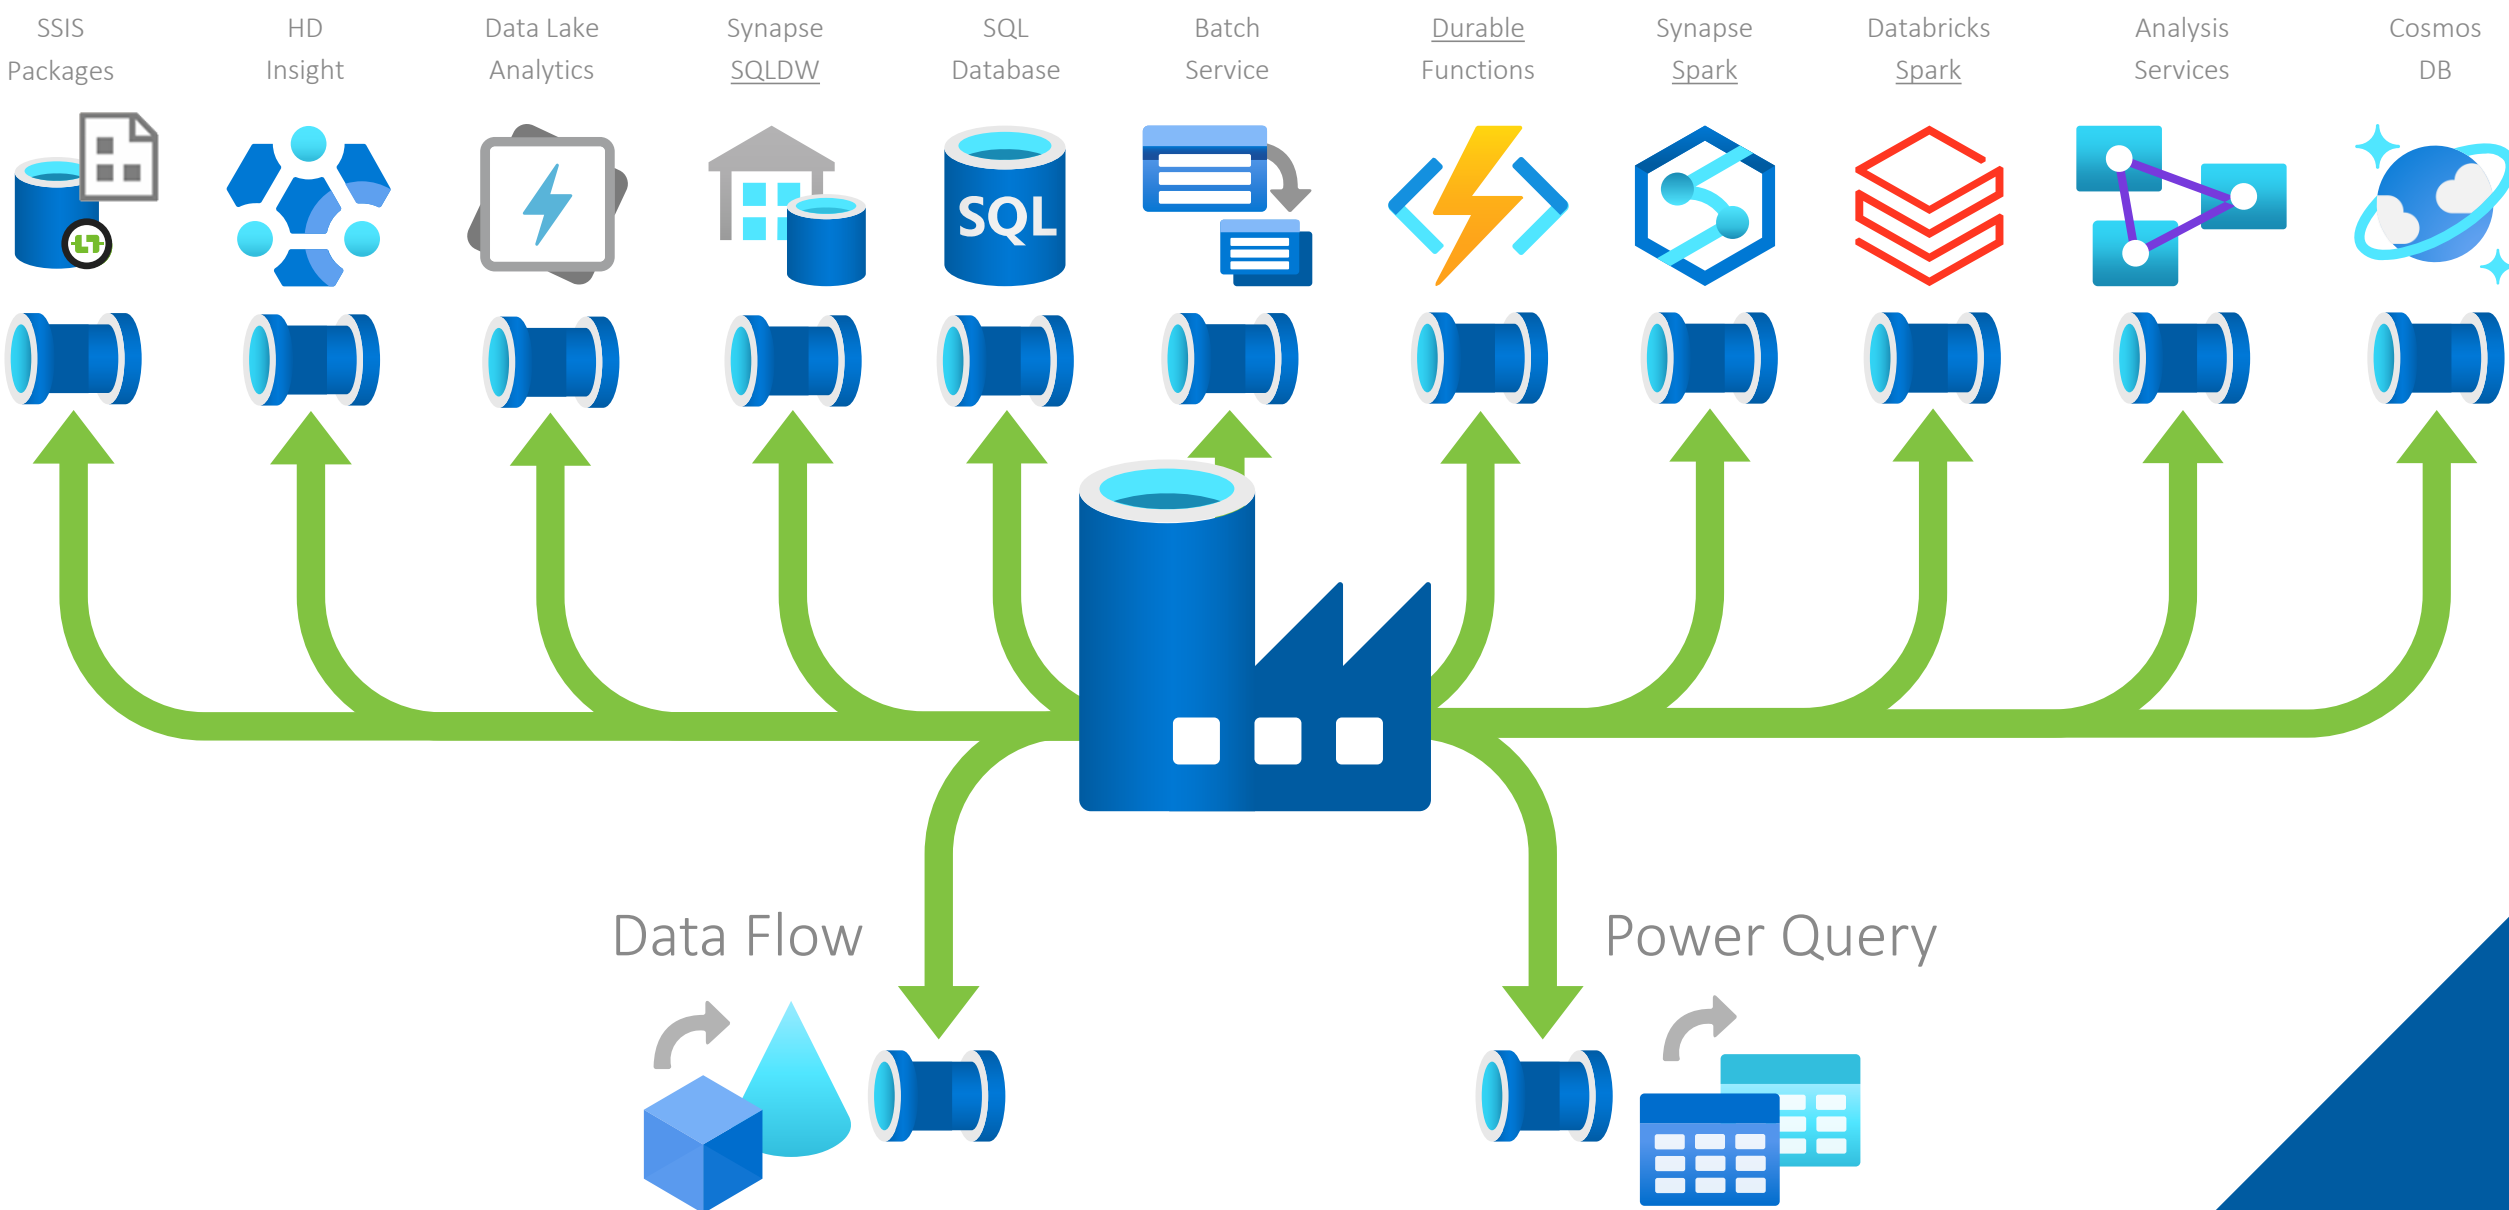 SSIS
Packages
HD
Insight
Data Lake
Analytics
Synapse
SQLDW
SQL
Database
Batch
Service
Durable
Functions
Synapse
Spark
Databricks
Spark
Analysis
Services
Cosmos
DB
SQL
Data Flow
Power Query